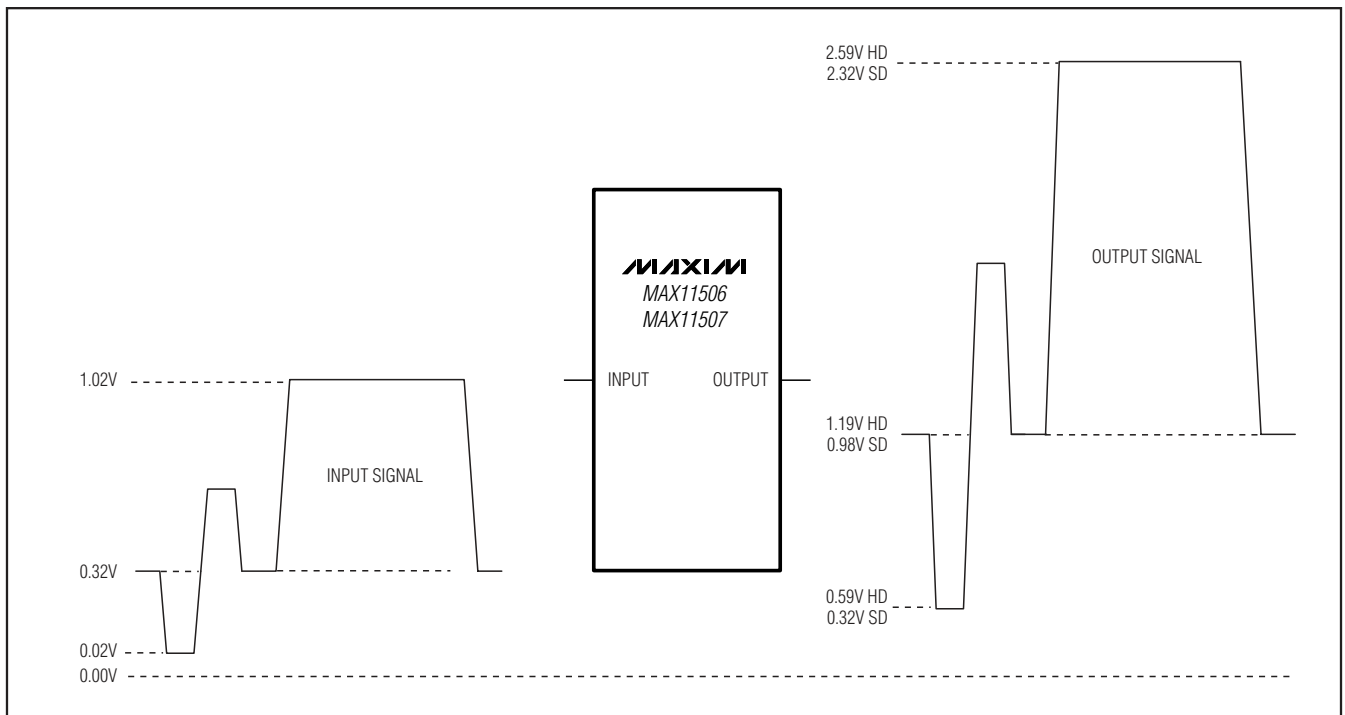 2.59V HD
2.32V SD
OUTPUT SIGNAL
MAXIM
MAX11506
MAX11507
1.02V
INPUT
OUTPUT
1.19V HD
0.98V SD
INPUT SIGNAL
0.32V
0.59V HD
0.32V SD
0.02V
0.00V